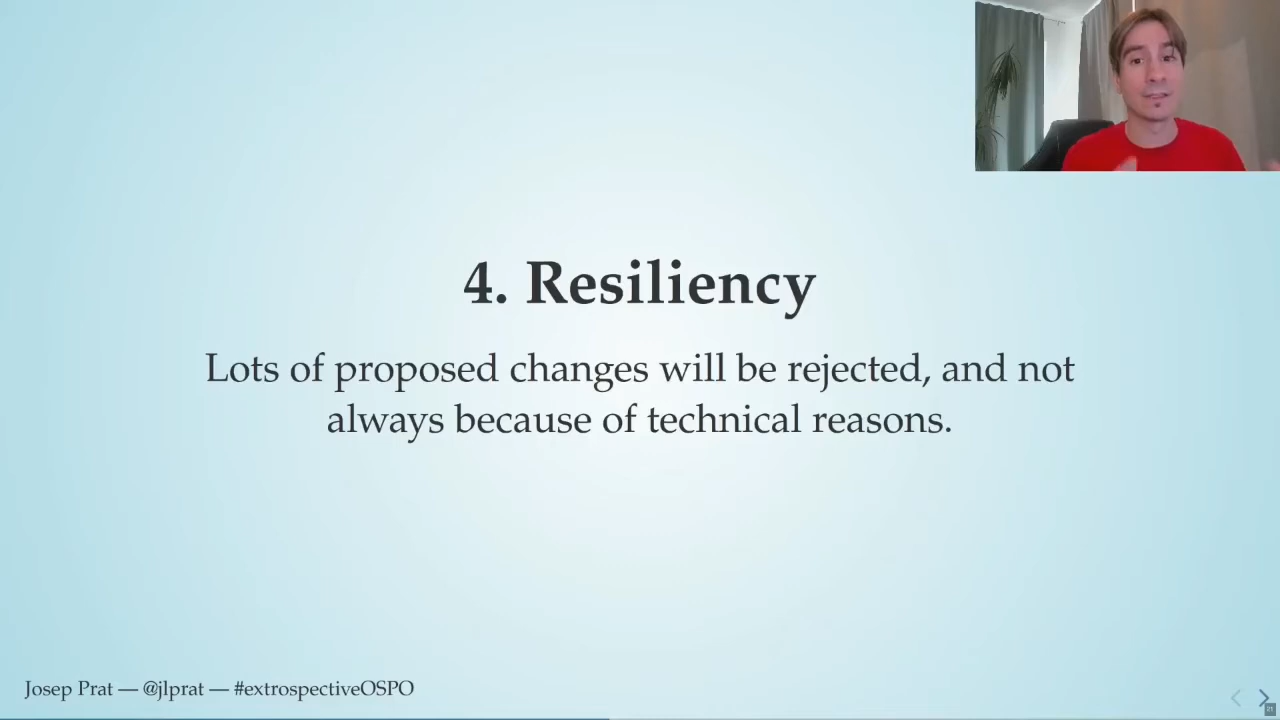 4. Resiliency
Lots of proposed changes will be rejected, and not
always because of technical reasons.
Josep Prat — @jlprat — #extrospectiveOSPO